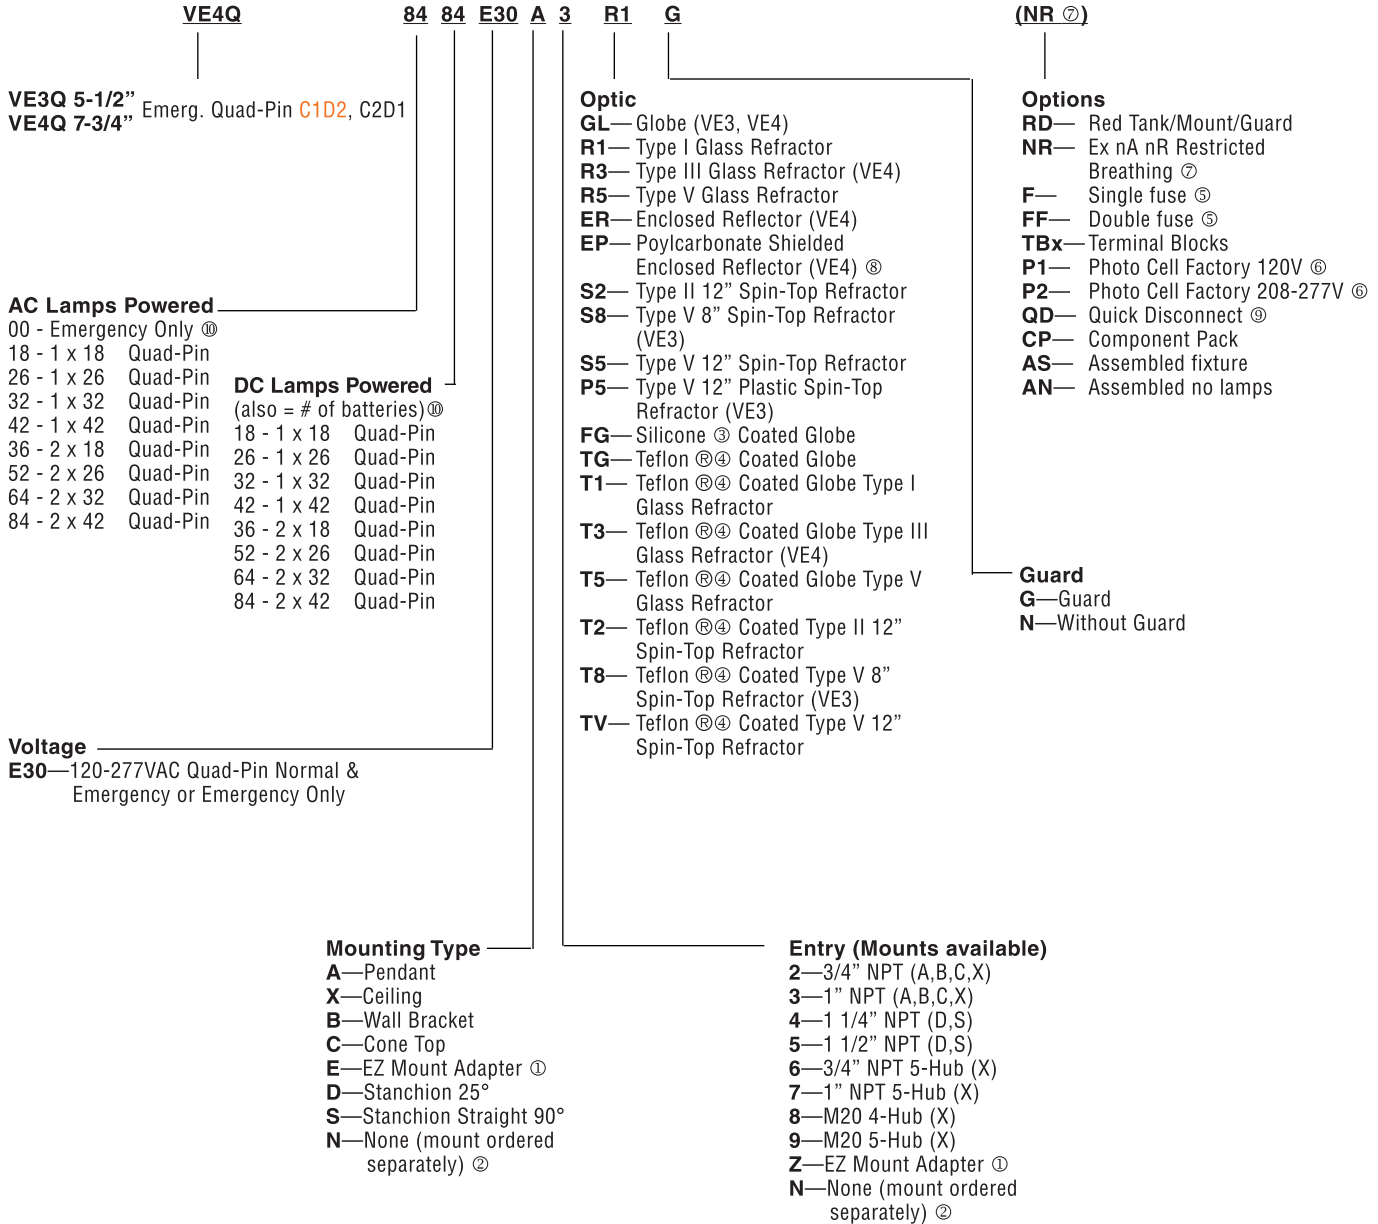 VE4Q 84 84 E30 A 3 R1 G (NR ⑦)
VE3Q 5-1/2”
VE4Q 7-3/4”
Emerg. Quad-Pin C1D2, C2D1
AC Lamps Powered
00 - Emergency Only ⑩
18 - 1 x 18 Quad-Pin
26 - 1 x 26 Quad-Pin
32 - 1 x 32 Quad-Pin
42 - 1 x 42 Quad-Pin
36 - 2 x 18 Quad-Pin
52 - 2 x 26 Quad-Pin
64 - 2 x 32 Quad-Pin
84 - 2 x 42 Quad-Pin
DC Lamps Powered
(also = # of batteries)⑩
18 - 1 x 18 Quad-Pin
26 - 1 x 26 Quad-Pin
32 - 1 x 32 Quad-Pin
42 - 1 x 42 Quad-Pin
36 - 2 x 18 Quad-Pin
52 - 2 x 26 Quad-Pin
64 - 2 x 32 Quad-Pin
84 - 2 x 42 Quad-Pin
Voltage
E30—120-277VAC Quad-Pin Normal &
Emergency or Emergency Only
Mounting Type
A—Pendant
X—Ceiling
B—Wall Bracket
C—Cone Top
E—EZ Mount Adapter ①
D—Stanchion 25°
S—Stanchion Straight 90°
N—None (mount ordered
separately) ②
Entry (Mounts available)
2—3/4” NPT (A,B,C,X)
3—1” NPT (A,B,C,X)
4—1 1/4” NPT (D,S)
5—1 1/2” NPT (D,S)
6—3/4” NPT 5-Hub (X)
7—1” NPT 5-Hub (X)
8—M20 4-Hub (X)
9—M20 5-Hub (X)
Z—EZ Mount Adapter ①
N—None (mount ordered
separately) ②
Optic
GL— Globe (VE3, VE4)
R1— Type I Glass Refractor
R3— Type III Glass Refractor (VE4)
R5— Type V Glass Refractor
ER— Enclosed Reflector (VE4)
EP— Poylcarbonate Shielded
Enclosed Reflector (VE4) ⑧
S2— Type II 12” Spin-Top Refractor
S8— Type V 8” Spin-Top Refractor
(VE3)
S5— Type V 12” Spin-Top Refractor
P5— Type V 12” Plastic Spin-Top
Refractor (VE3)
FG— Silicone ③ Coated Globe
TG— Teflon ®④ Coated Globe
T1— Teflon ®④ Coated Globe Type I
Glass Refractor
T3— Teflon ®④ Coated Globe Type III
Glass Refractor (VE4)
T5— Teflon ®④ Coated Globe Type V
Glass Refractor
T2— Teflon ®④ Coated Type II 12”
Spin-Top Refractor
T8— Teflon ®④ Coated Type V 8”
Spin-Top Refractor (VE3)
TV— Teflon ®④ Coated Type V 12”
Spin-Top Refractor
Guard
G—Guard
N—Without Guard
Options
RD— Red Tank/Mount/Guard
NR— Ex nA nR Restricted
Breathing ⑦
F— Single fuse ⑤
FF— Double fuse ⑤
TBx— Terminal Blocks
P1— Photo Cell Factory 120V ⑥
P2— Photo Cell Factory 208-277V ⑥
QD— Quick Disconnect ⑨
CP— Component Pack
AS— Assembled fixture
AN— Assembled no lamps